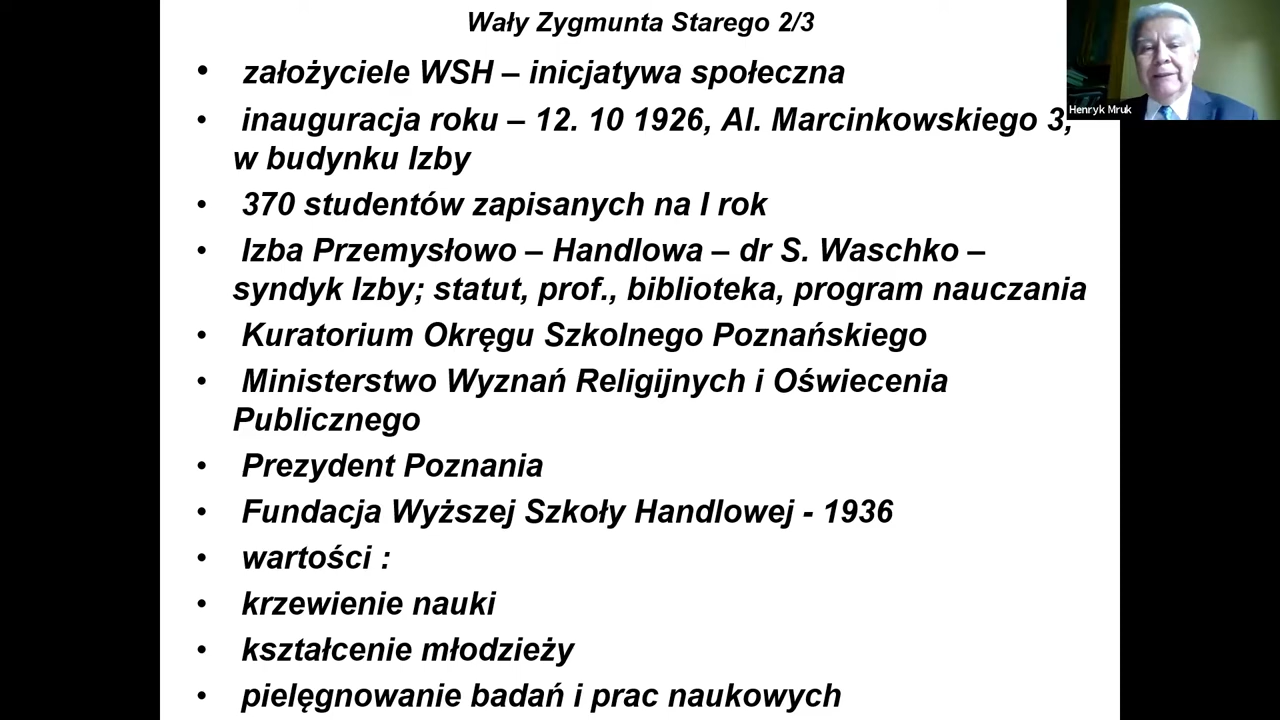 Wały Zygmunta Starego 2/3
• założyciele WSH – inicjatywa społeczna
• inauguracja roku – 12. 10 1926, Al. Marcinkowskiego 3,
w budynku Izby
• 370 studentów zapisanych na I rok
• Izba Przemysłowo – Handlowa – dr S. Waschko –
syndyk Izby; statut, prof., biblioteka, program nauczania
• Kuratorium Okręgu Szkolnego Poznańskiego
• Ministerstwo Wyznań Religijnych i Oświecenia
Publicznego
• Prezydent Poznania
• Fundacja Wyższej Szkoły Handlowej - 1936
• wartości :
• krzewienie nauki
• kształcenie młodzieży
• pielęgnowanie badań i prac naukowych
Henryk Mruk